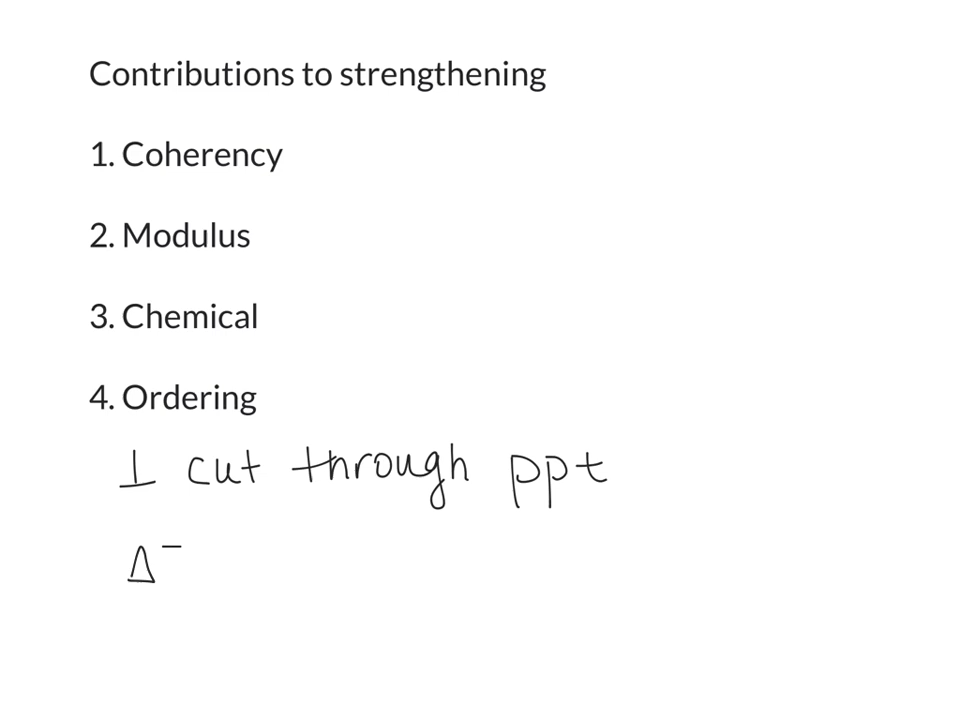 Contributions to strengthening
1. Coherency
2. Modulus
3. Chemical
4. Ordering
⊥ cut through ppt
Δ‾